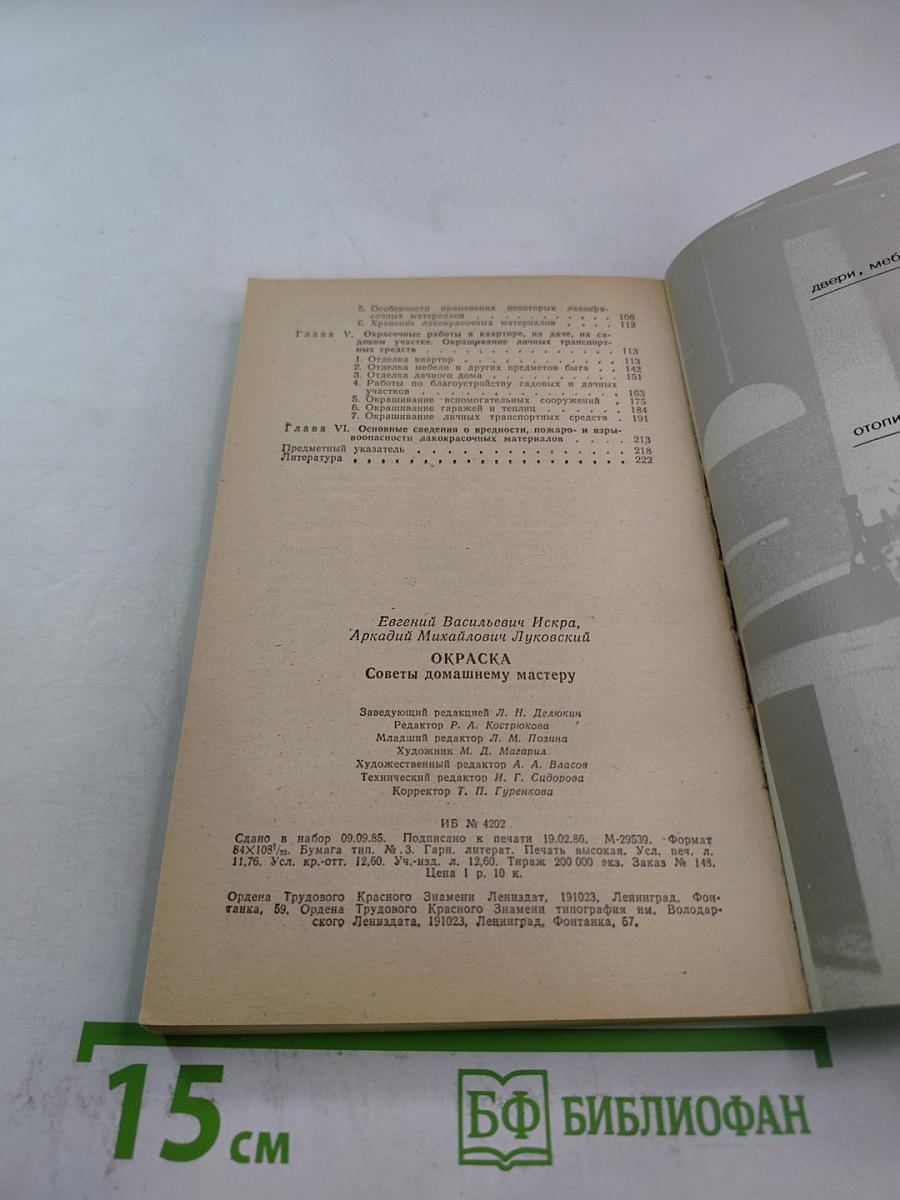 5. Особенности применения некоторых лакокра-
сочных материалов . . . . . . . . . . 106
6. Хранение лакокрасочных материалов . . . . 112
Глава V. Окрасочные работы в квартире, на даче, на са-
довом участке. Окрашивание личных транспорт-
ных средств . . . . . . . . . . . . . . 113
1. Отделка квартир . . . . . . . . . . . . 113
2. Отделка мебели и других предметов быта . . 142
3. Отделка дачного дома . . . . . . . . . 151
4. Работы по благоустройству садовых и дачных
участков . . . . . . . . . . . . . . . 163
5. Окрашивание вспомогательных сооружений . 175
6. Окрашивание гаражей и теплиц . . . . . . 184
7. Окрашивание личных транспортных средств . 191
Глава VI. Основные сведения о вредности, пожаро- и взры-
воопасности лакокрасочных материалов . . . . 213
Предметный указатель . . . . . . . . . . . . . . . . 218
Литература . . . . . . . . . . . . . . . . . . . . . 222
Евгений Васильевич Искра,
Аркадий Михайлович Луковский
ОКРАСКА
Советы домашнему мастеру
Заведующий редакцией Л. Н. Делюкин
Редактор Р. А. Кострюкова
Младший редактор Л. М. Позина
Художник М. Д. Магарил
Художественный редактор А. А. Власов
Технический редактор И. Г. Сидорова
Корректор Т. П. Гуренкова
ИБ № 4202
Сдано в набор 09.09.85. Подписано к печати 19.02.86. М-29539. Формат
84×108 1/32. Бумага тип. № 3. Гарн. литерат. Печать высокая. Усл. печ. л.
11,76. Усл. кр.-отт. 12,60. Уч.-изд. л. 12,60. Тираж 200 000 экз. Заказ № 148.
Цена 1 р. 10 к.
Ордена Трудового Красного Знамени Лениздат, 191023, Ленинград, Фон-
танка, 59. Ордена Трудового Красного Знамени типография им. Володар-
ского Лениздата, 191023, Ленинград, Фонтанка, 57.
двери, меб
отопи
15 см
БФ БИБЛИОФАН